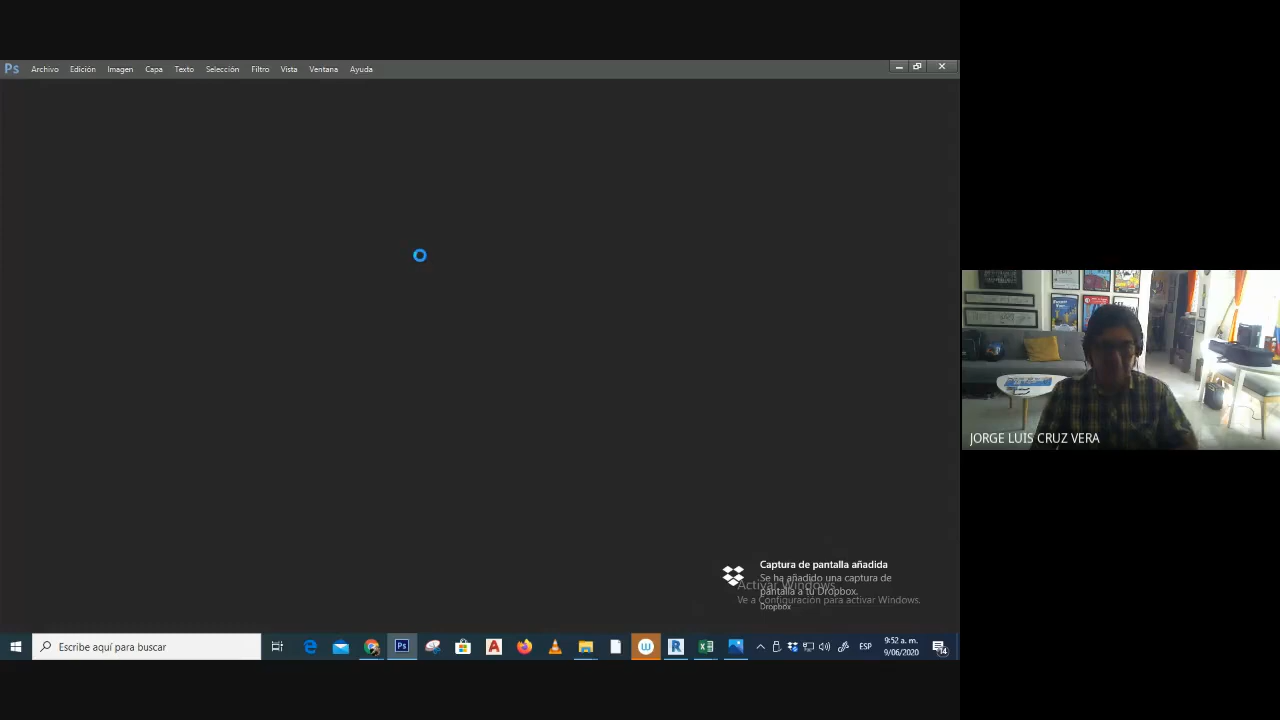 Ps Archivo Edición Imagen Capa Texto Selección Filtro Vista Ventana Ayuda
JORGE LUIS CRUZ VERA
Captura de pantalla añadida
Se ha añadido una captura de
pantalla a tu Dropbox.
Dropbox
Activar Windows
Ve a Configuración para activar Windows.
Escribe aquí para buscar
Ps
A
W
R
X
ESP
9:52 a. m.
9/06/2020
14